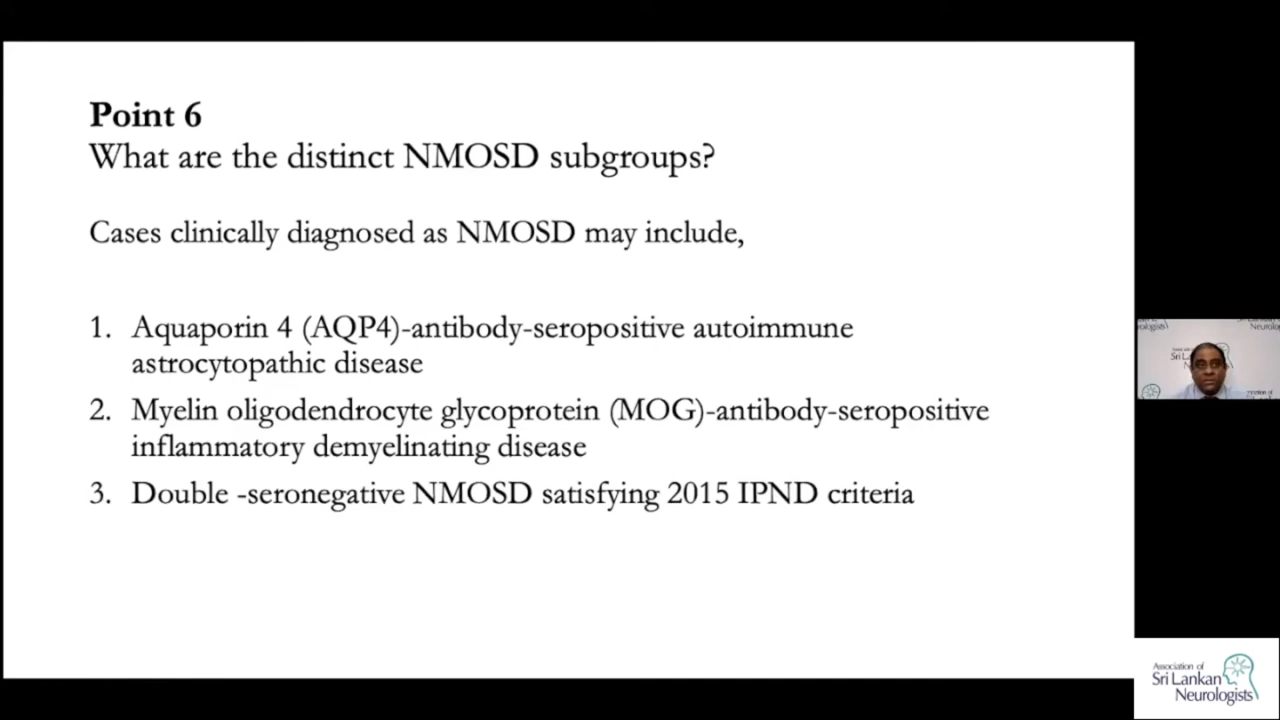 Point 6
What are the distinct NMOSD subgroups?
Cases clinically diagnosed as NMOSD may include,
1. Aquaporin 4 (AQP4)-antibody-seropositive autoimmune
astrocytopathic disease
2. Myelin oligodendrocyte glycoprotein (MOG)-antibody-seropositive
inflammatory demyelinating disease
3. Double -seronegative NMOSD satisfying 2015 IPND criteria
Association of
Sri Lankan
Neurologists